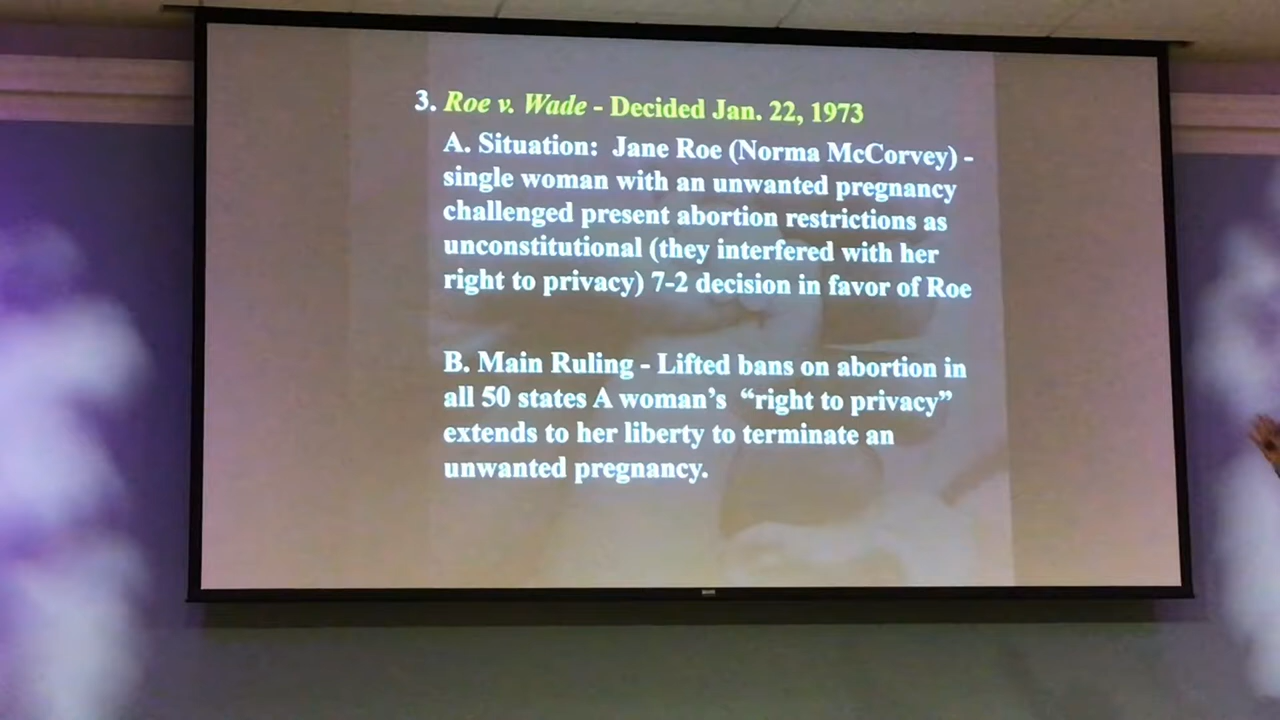 3. Roe v. Wade - Decided Jan. 22, 1973
A. Situation: Jane Roe (Norma McCorvey) -
single woman with an unwanted pregnancy
challenged present abortion restrictions as
unconstitutional (they interfered with her
right to privacy) 7-2 decision in favor of Roe
B. Main Ruling - Lifted bans on abortion in
all 50 states A woman’s “right to privacy”
extends to her liberty to terminate an
unwanted pregnancy.